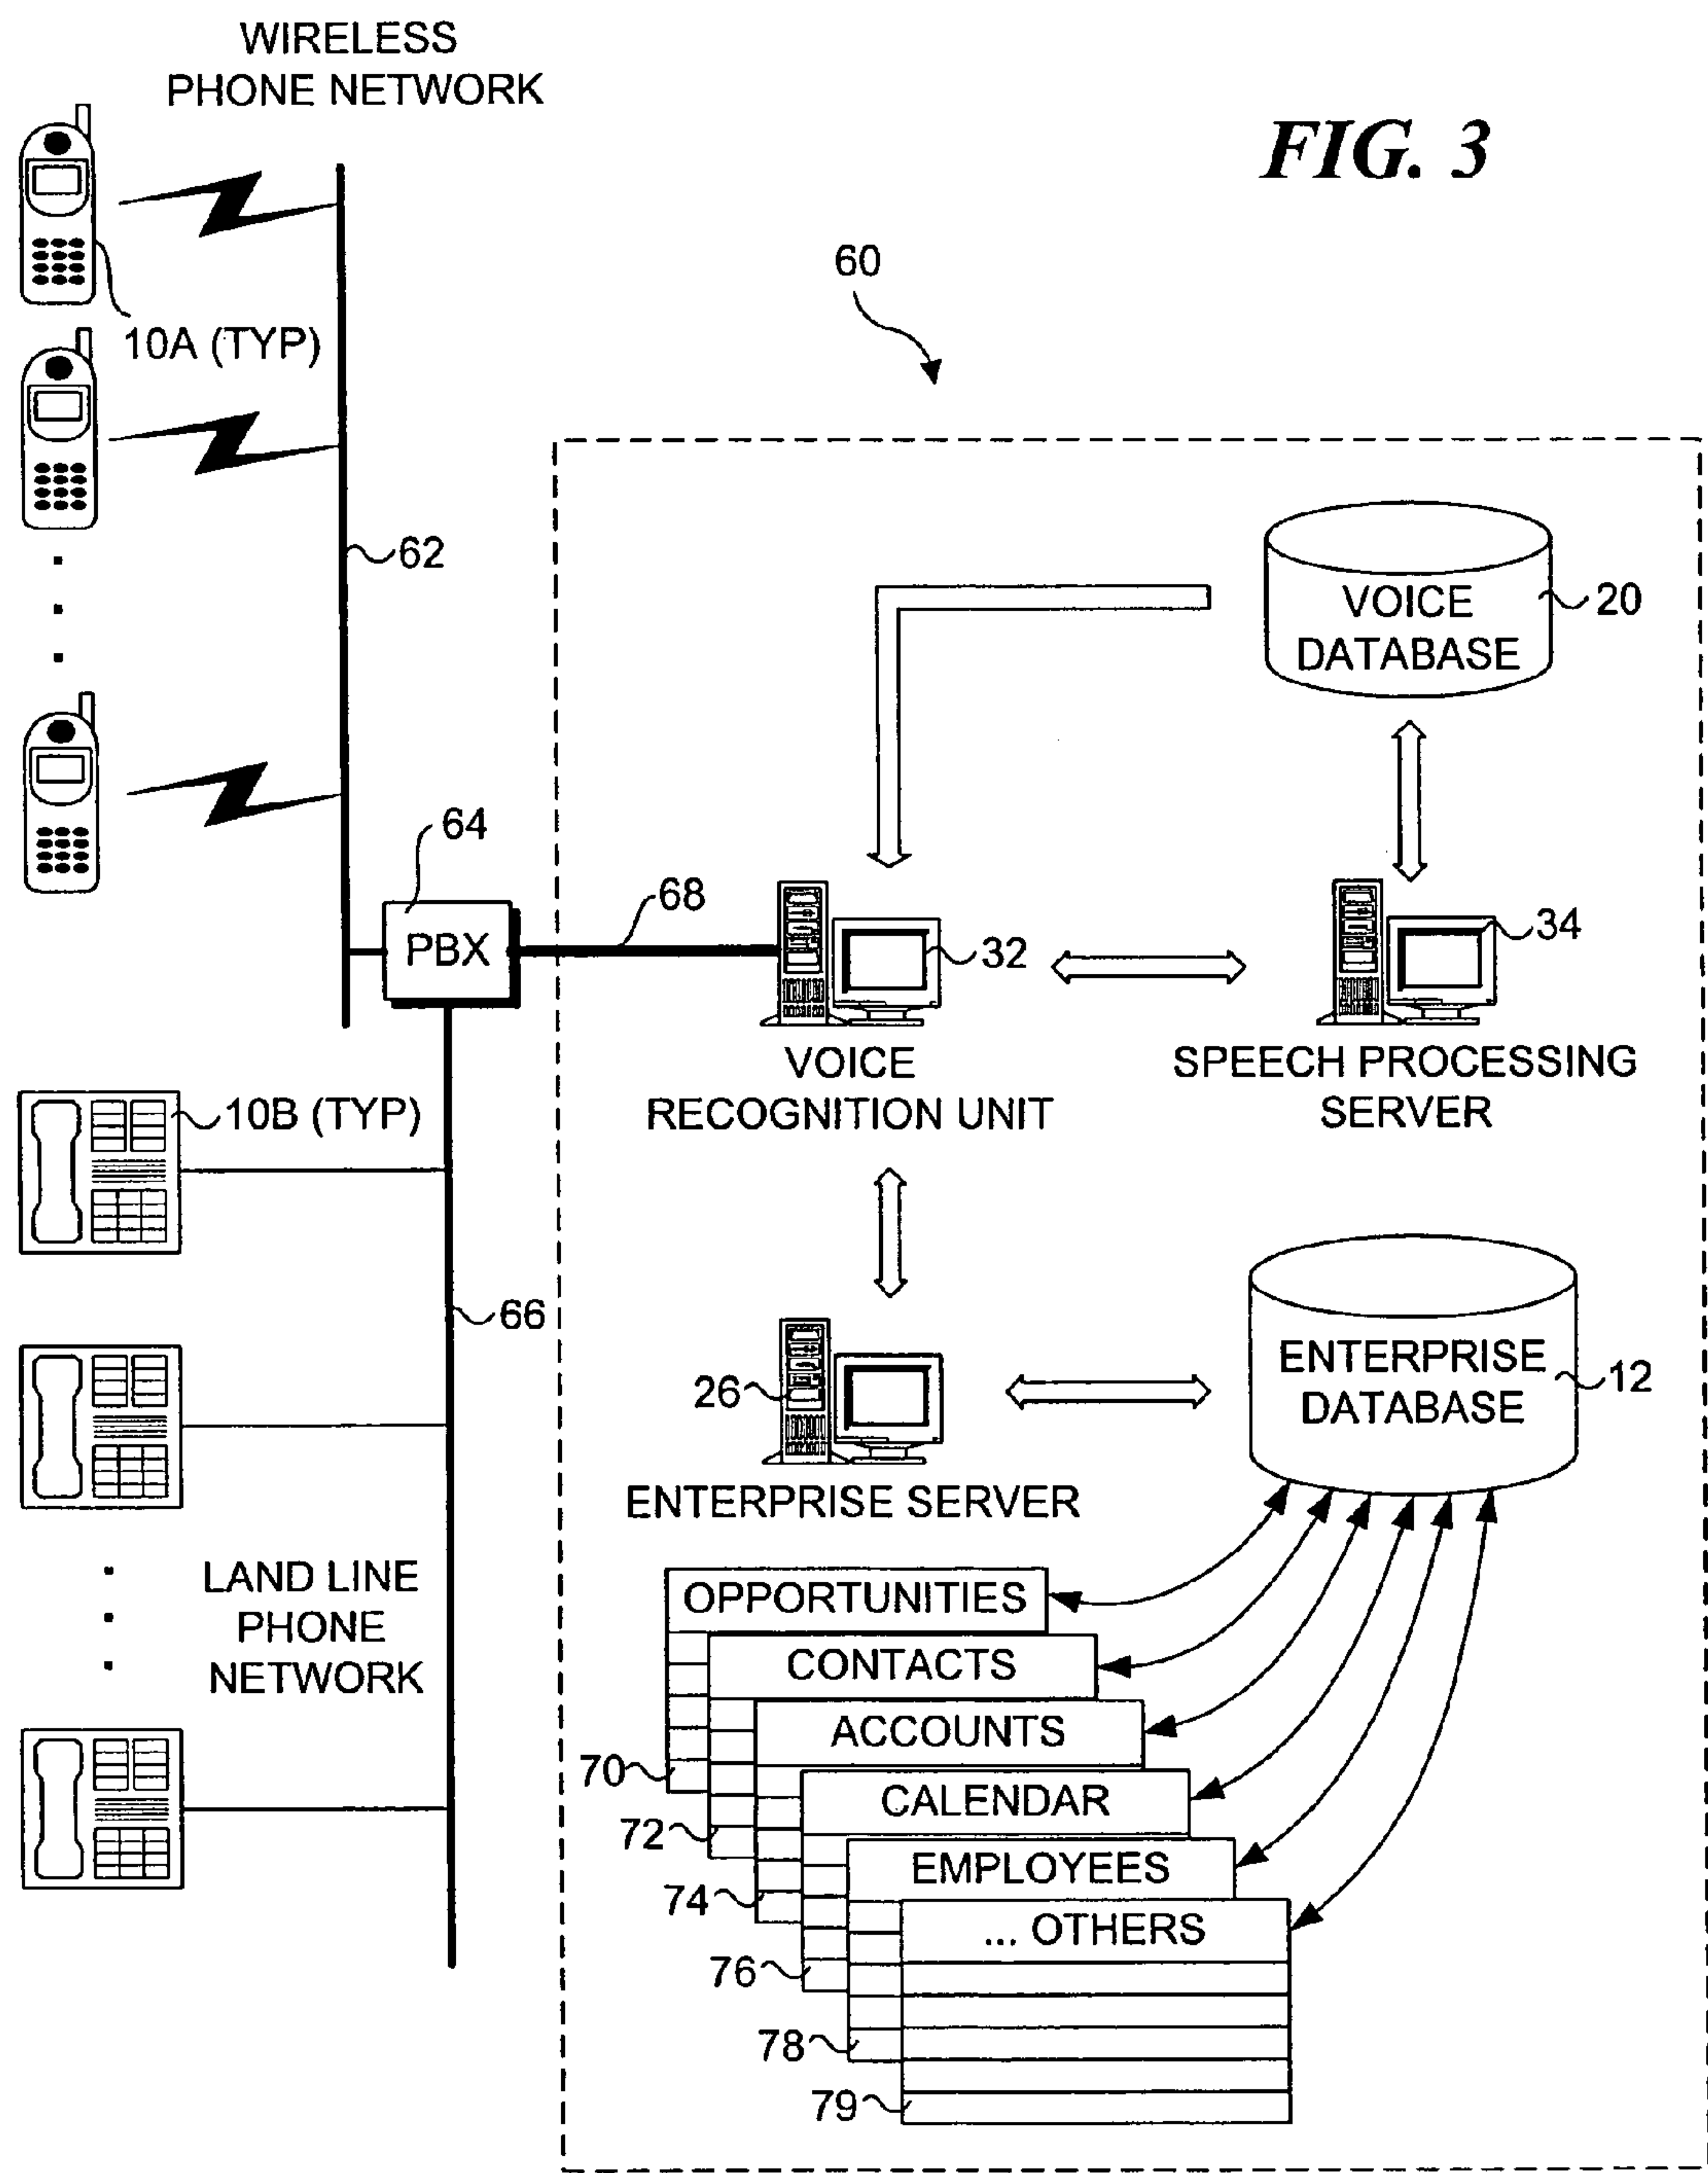 WIRELESS
PHONE NETWORK
FIG. 3
60
10A (TYP)
62
VOICE
DATABASE
20
64
PBX
68
32
34
VOICE
RECOGNITION UNIT
SPEECH PROCESSING
SERVER
10B (TYP)
66
26
ENTERPRISE SERVER
ENTERPRISE
DATABASE
12
LAND LINE
PHONE
NETWORK
OPPORTUNITIES
CONTACTS
ACCOUNTS
CALENDAR
EMPLOYEES
... OTHERS
70
72
74
76
78
79